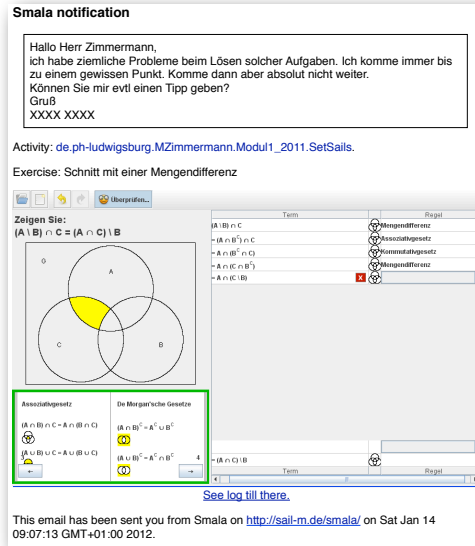 Smala notification
Hallo Herr Zimmermann,
ich habe ziemliche Probleme beim Lösen solcher Aufgaben. Ich komme immer bis
zu einem gewissen Punkt. Komme dann aber absolut nicht weiter.
Können Sie mir evtl einen Tipp geben?
Gruß
XXXX XXXX
Activity: de.ph-ludwigsburg.MZimmermann.Modul1_2011.SetSails.
Exercise: Schnitt mit einer Mengendifferenz
Überprüfen...
Zeigen Sie:
(A \ B) ∩ C = (A ∩ C) \ B
Term Regel
(A \B) ∩ C Mengendifferenz
= (A ∩ B^C) ∩ C Assoziativgesetz
= A ∩ (B^C ∩ C) Kommutativgesetz
= A ∩ (C ∩ B^C) Mengendifferenz
= A ∩ (C \B) X
G
A
C
B
Assoziativgesetz De Morgan'sche Gesetze
(A ∩ B) ∩ C = A ∩ (B ∩ C) (A ∩ B)^C = A^C ∪ B^C
(A ∪ B) ∪ C = A ∪ (B ∪ C) (A ∪ B)^C = A^C ∩ B^C
3 4
← →
= (A ∩ C) \B
Term Regel
See log till there.
This email has been sent you from Smala on http://sail-m.de/smala/ on Sat Jan 14
09:07:13 GMT+01:00 2012.